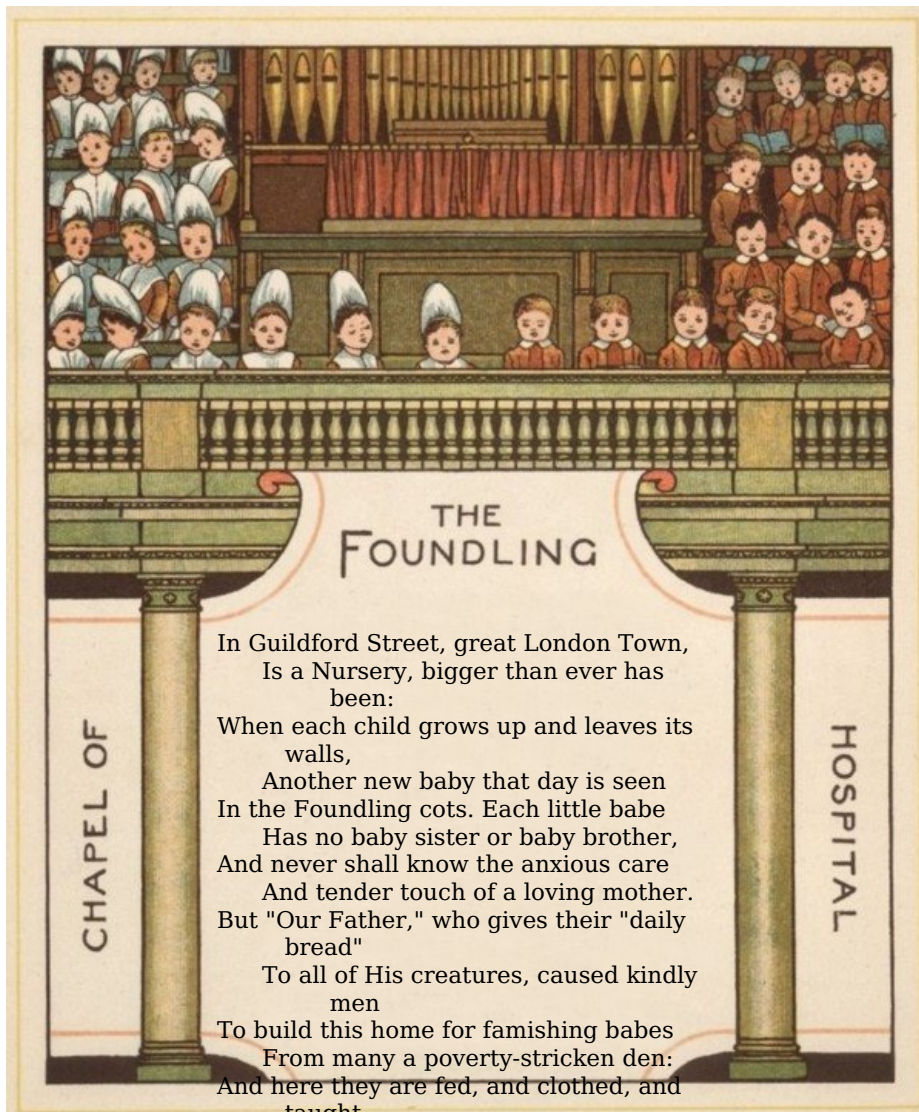 THE
FOUNDLING
CHAPEL OF
HOSPITAL
In Guildford Street, great London Town,
Is a Nursery, bigger than ever has
been:
When each child grows up and leaves its
walls,
Another new baby that day is seen
In the Foundling cots. Each little babe
Has no baby sister or baby brother,
And never shall know the anxious care
And tender touch of a loving mother.
But "Our Father," who gives their "daily
bread"
To all of His creatures, caused kindly
men
To build this home for famishing babes
From many a poverty-stricken den:
And here they are fed, and clothed, and
taught